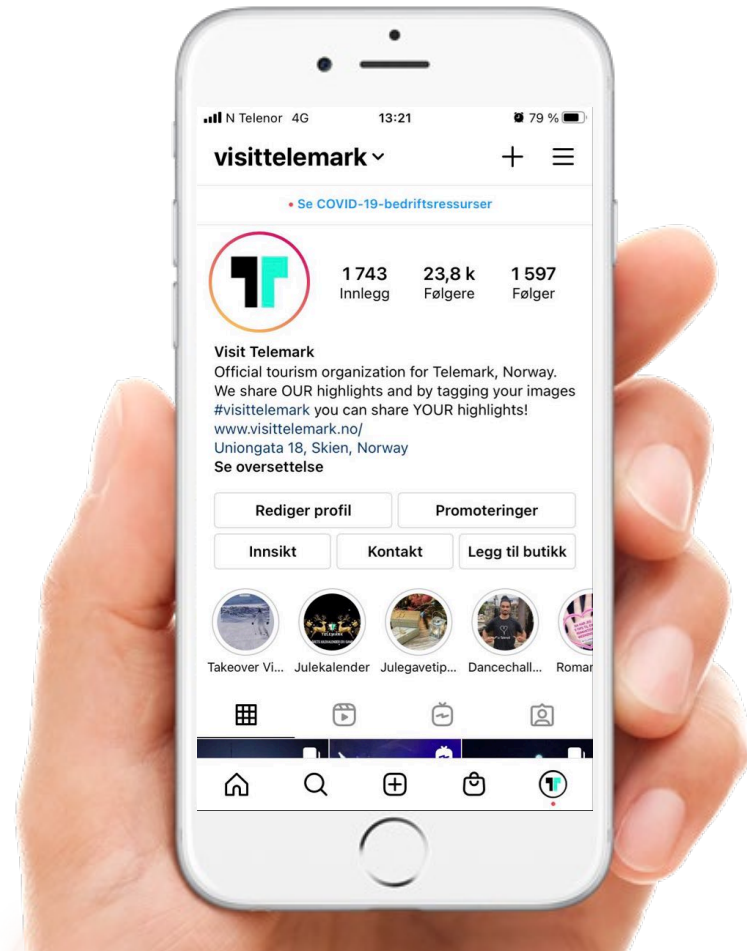 N Telenor 4G 13:21 79 %
visittelemark
Se COVID-19-bedriftsressurser
1 743 23,8 k 1 597
Innlegg Følgere Følger
Visit Telemark
Official tourism organization for Telemark, Norway.
We share OUR highlights and by tagging your images
#visittelemark you can share YOUR highlights!
www.visittelemark.no/
Uniongata 18, Skien, Norway
Se oversettelse
Rediger profil Promoteringer
Innsikt Kontakt Legg til butikk
Takeover Vi... Julekalender Julegavetip... Dancechall... Roman